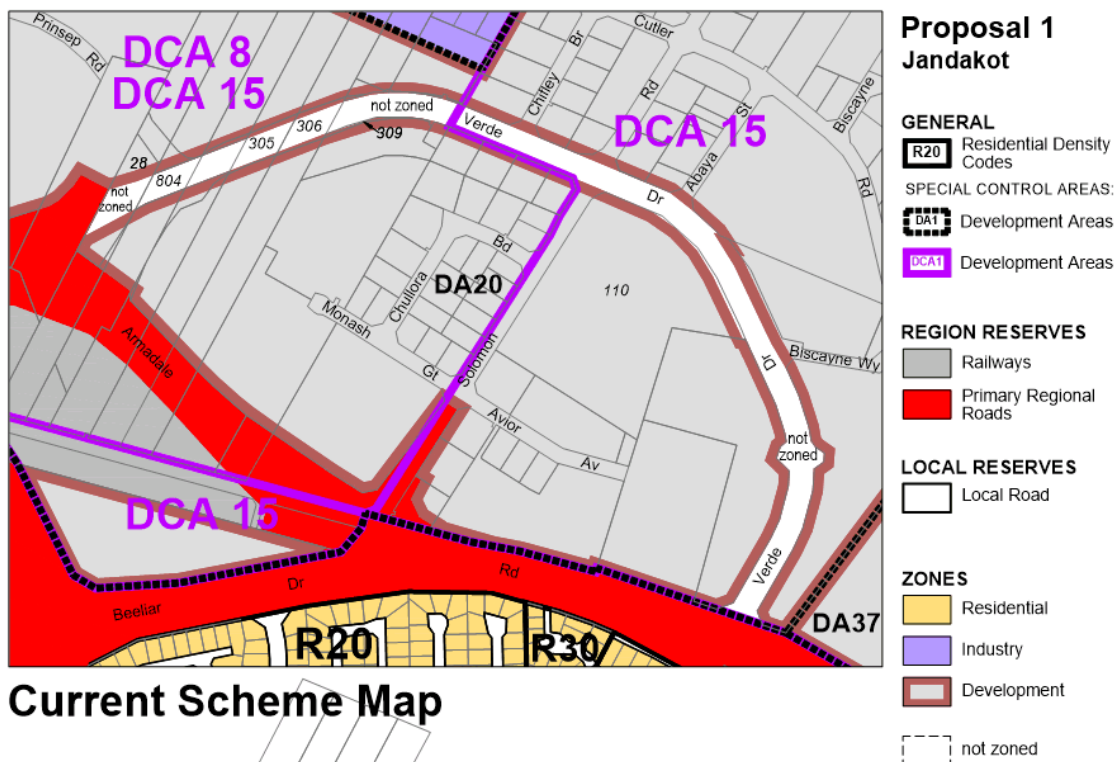 Prinsep
Rd
DCA 8
DCA 15
Cutler
Br
Chifley
Rd
St
Abaya
Biscayne
Rd
not zoned
Verde
DCA 15
306
309
305
28
804
not
zoned
Dr
Bd
Chullora
DA20
110
Monash
Gt
Solomon
Armadale
Dr
Biscayne Wy
Avior
Av
not
zoned
DCA 15
Verde
Rd
Dr
Beeliar
DA37
R20
R30
Current Scheme Map
Proposal 1
Jandakot
GENERAL
R20
Residential Density
Codes
SPECIAL CONTROL AREAS:
DA1
Development Areas
DCA1
Development Areas
REGION RESERVES
Railways
Primary Regional
Roads
LOCAL RESERVES
Local Road
ZONES
Residential
Industry
Development
not zoned